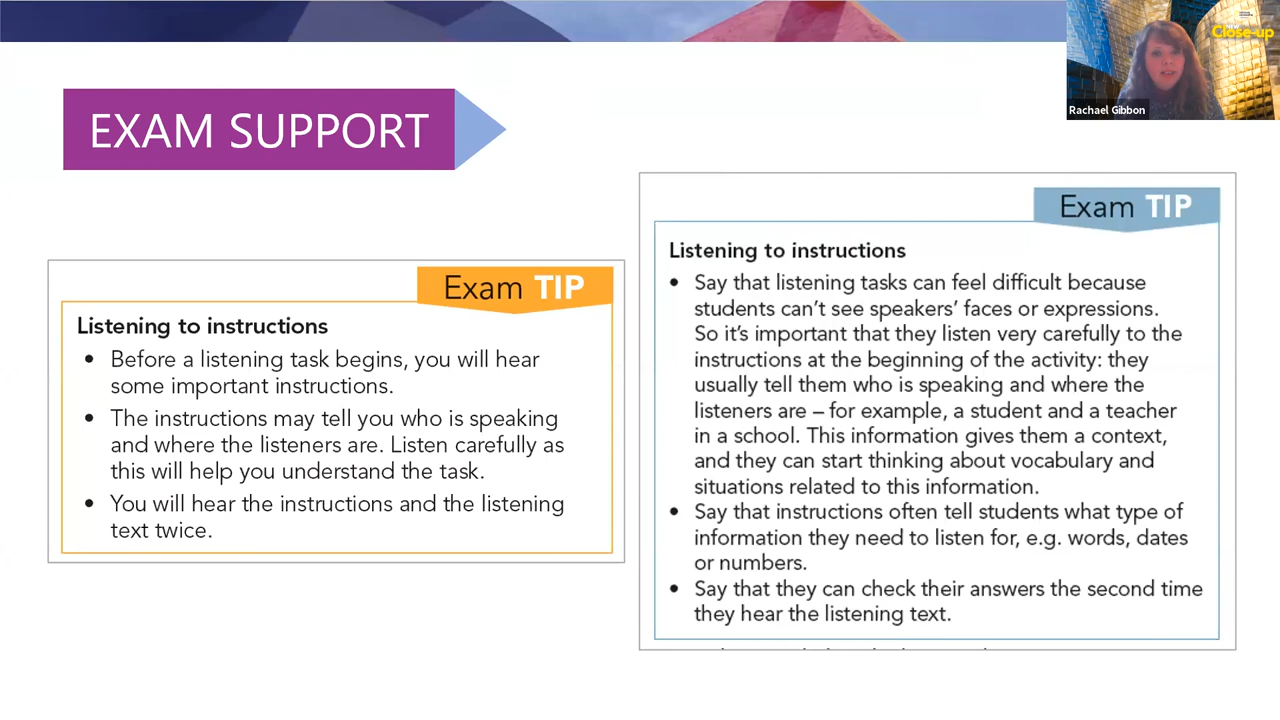 Close-up
Rachael Gibbon
EXAM SUPPORT
Exam TIP
Listening to instructions
• Before a listening task begins, you will hear
some important instructions.
• The instructions may tell you who is speaking
and where the listeners are. Listen carefully as
this will help you understand the task.
• You will hear the instructions and the listening
text twice.
Exam TIP
Listening to instructions
• Say that listening tasks can feel difficult because
students can't see speakers' faces or expressions.
So it's important that they listen very carefully to the
instructions at the beginning of the activity: they
usually tell them who is speaking and where the
listeners are – for example, a student and a teacher
in a school. This information gives them a context,
and they can start thinking about vocabulary and
situations related to this information.
• Say that instructions often tell students what type of
information they need to listen for, e.g. words, dates
or numbers.
• Say that they can check their answers the second time
they hear the listening text.